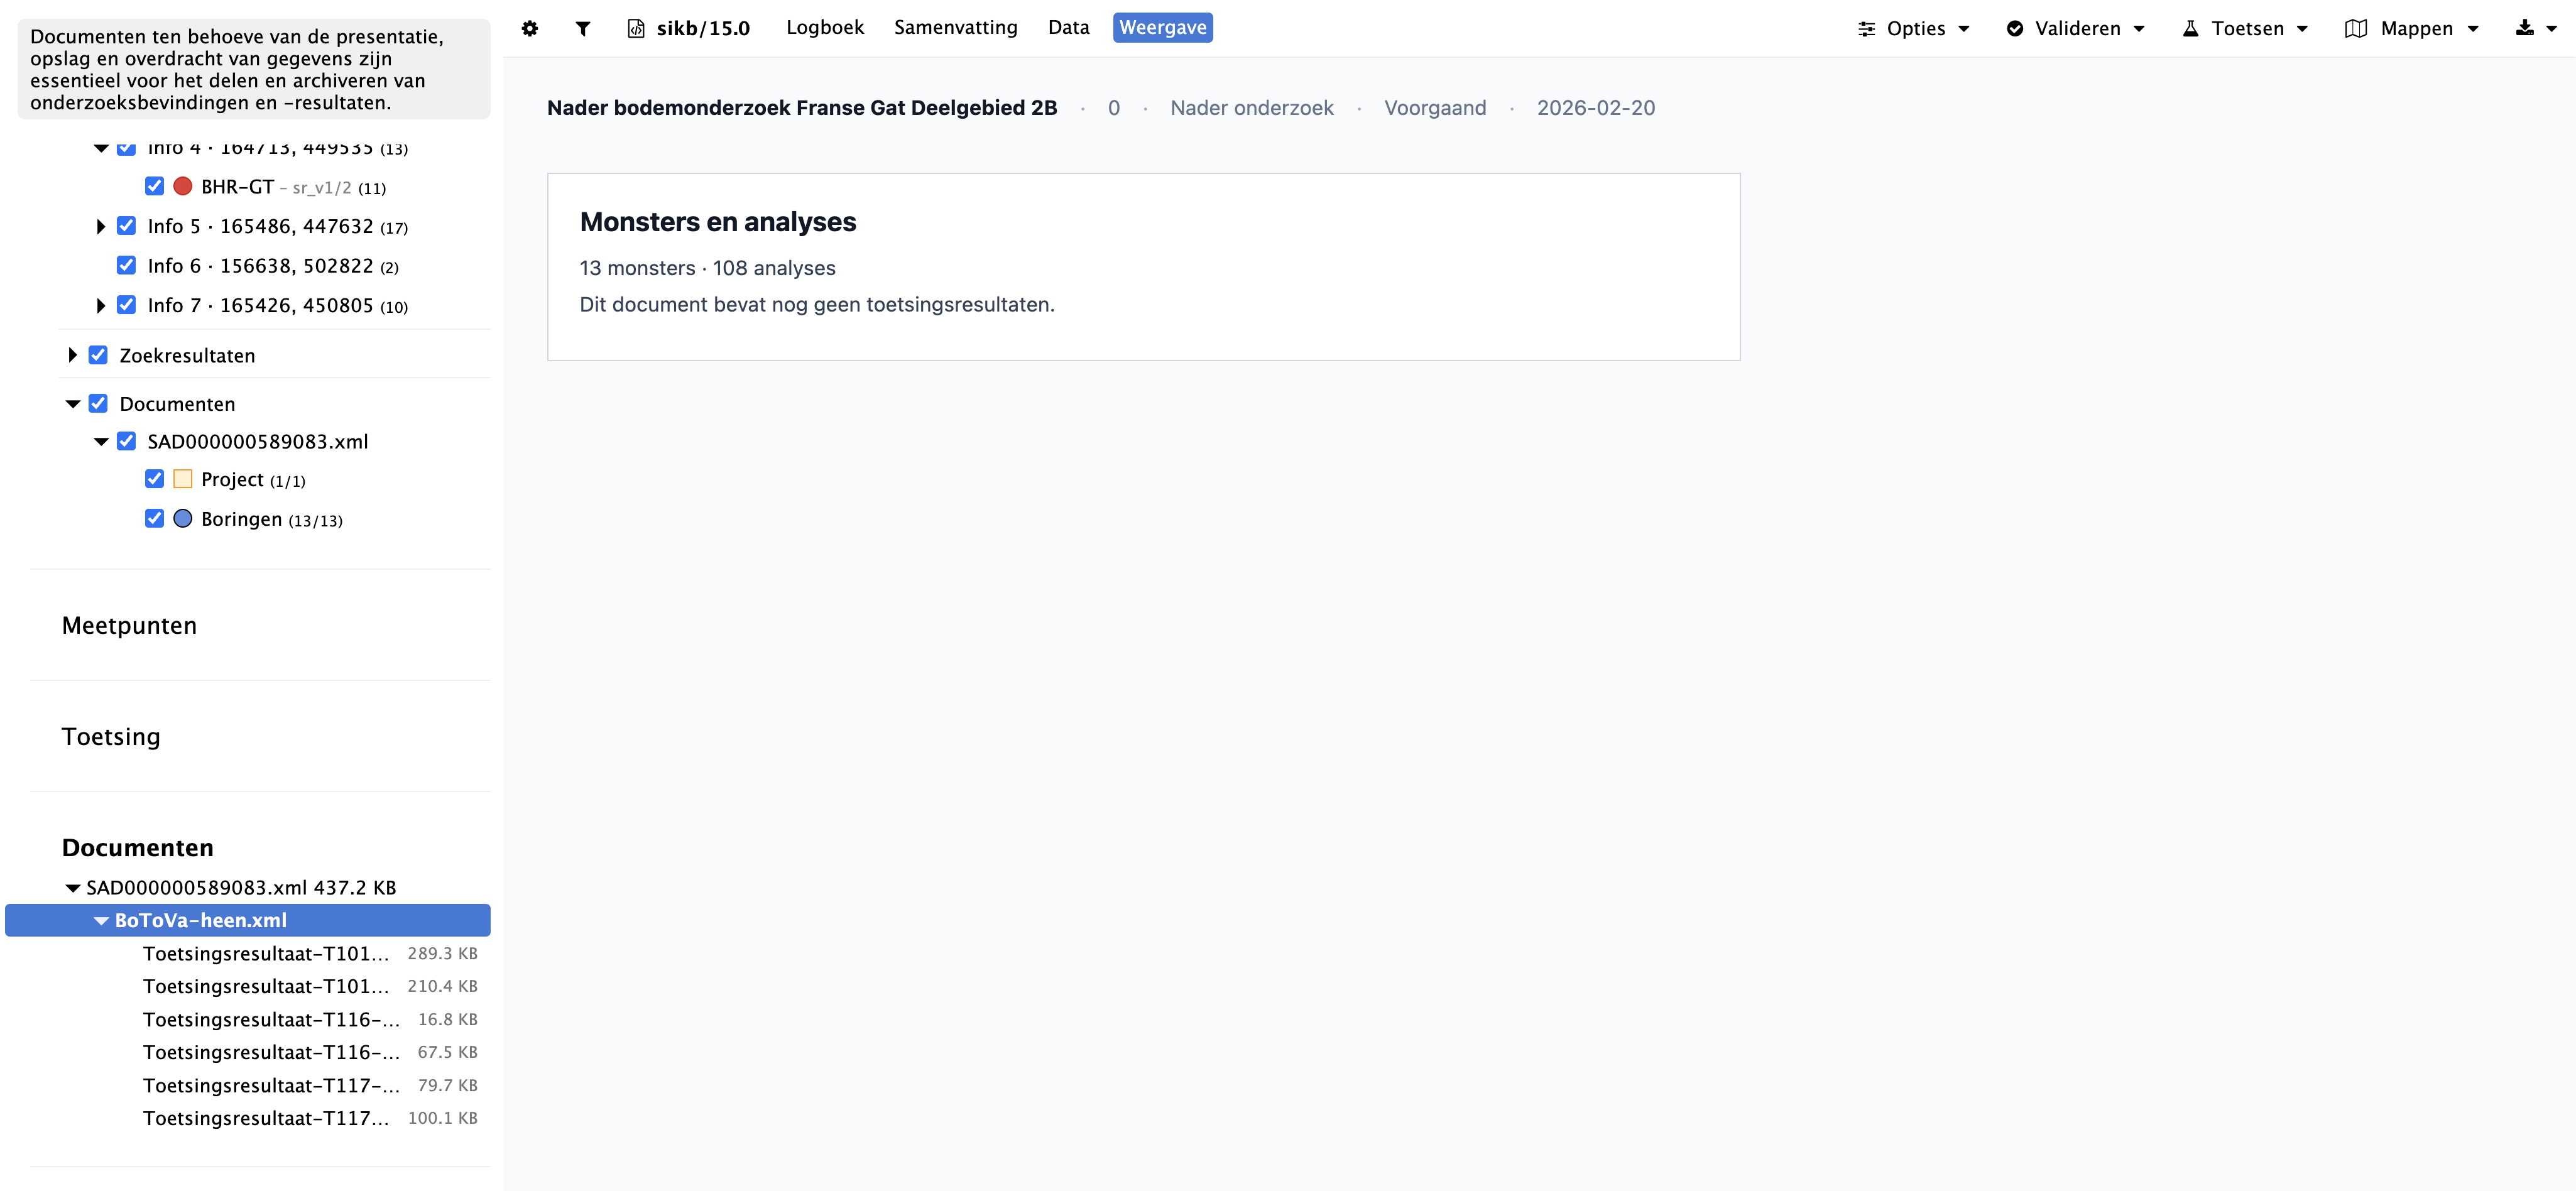 Documenten ten behoeve van de presentatie,
opslag en overdracht van gegevens zijn
essentieel voor het delen en archiveren van
onderzoeksbevindingen en -resultaten.
Info 4 · 164713, 449535 (13)
BHR-GT - sr_v1/2 (11)
Info 5 · 165486, 447632 (17)
Info 6 · 156638, 502822 (2)
Info 7 · 165426, 450805 (10)
Zoekresultaten
Documenten
SAD000000589083.xml
Project (1/1)
Boringen (13/13)
Meetpunten
Toetsing
Documenten
SAD000000589083.xml 437.2 KB
BoToVa-heen.xml
Toetsingsresultaat-T101... 289.3 KB
Toetsingsresultaat-T101... 210.4 KB
Toetsingsresultaat-T116-... 16.8 KB
Toetsingsresultaat-T116-... 67.5 KB
Toetsingsresultaat-T117-... 79.7 KB
Toetsingsresultaat-T117... 100.1 KB
sikb/15.0 Logboek Samenvatting Data Weergave Opties Valideren Toetsen Mappen
Nader bodemonderzoek Franse Gat Deelgebied 2B · 0 · Nader onderzoek · Voorgaand · 2026-02-20
Monsters en analyses
13 monsters · 108 analyses
Dit document bevat nog geen toetsingsresultaten.